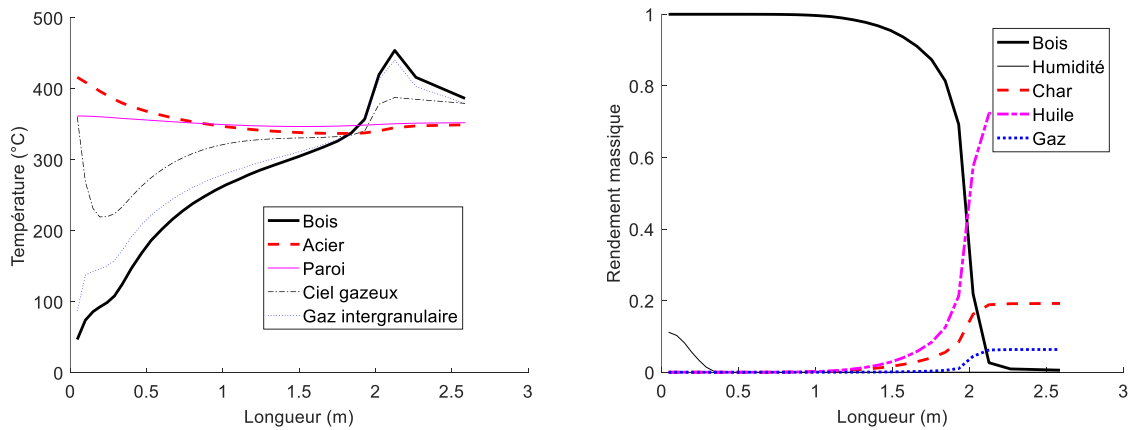 500
400
300
200
100
0
Température (°C)
Bois
Acier
Paroi
Ciel gazeux
Gaz intergranulaire
0
0.5
1
1.5
2
2.5
3
Longueur (m)
1
0.8
0.6
0.4
0.2
0
Rendement massique
Bois
Humidité
Char
Huile
Gaz
0
0.5
1
1.5
2
2.5
3
Longueur (m)